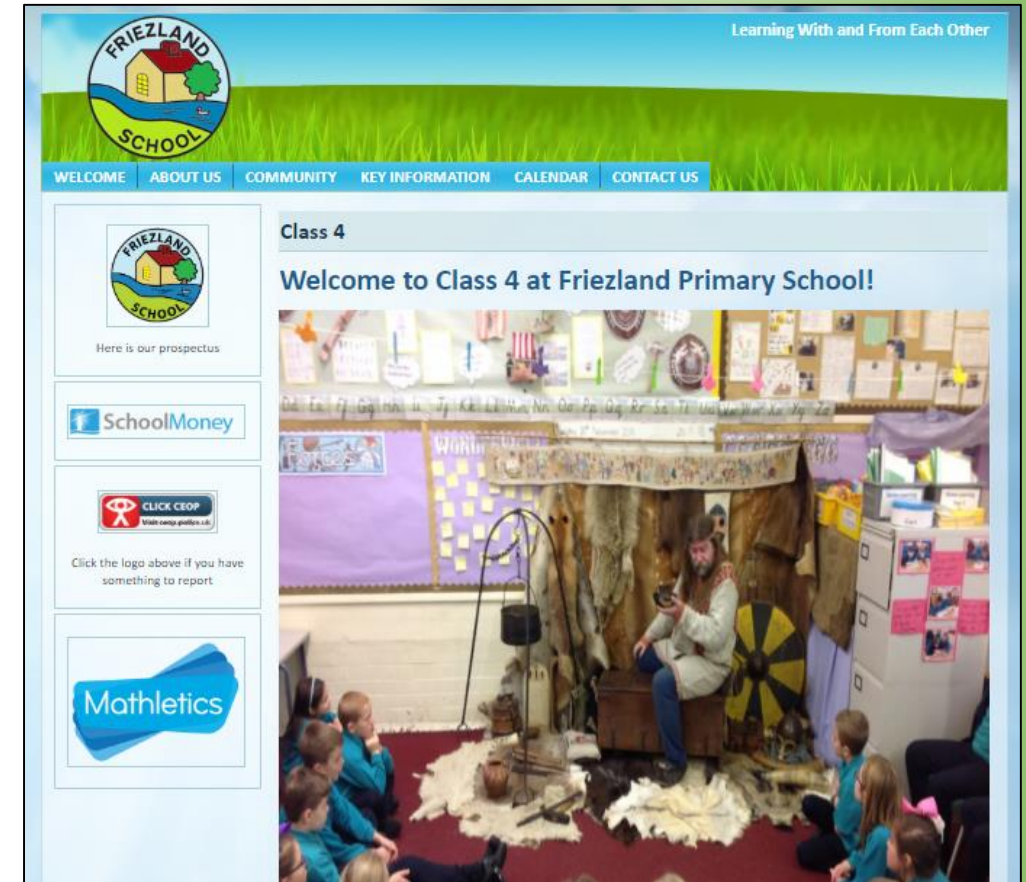 FRIEZLAND
SCHOOL
Learning With and From Each Other
WELCOME ABOUT US COMMUNITY KEY INFORMATION CALENDAR CONTACT US
FRIEZLAND
SCHOOL
Here is our prospectus
SchoolMoney
CLICK CEOP
Click the logo above if you have
something to report
Mathletics
Class 4
Welcome to Class 4 at Friezland Primary School!
Forces